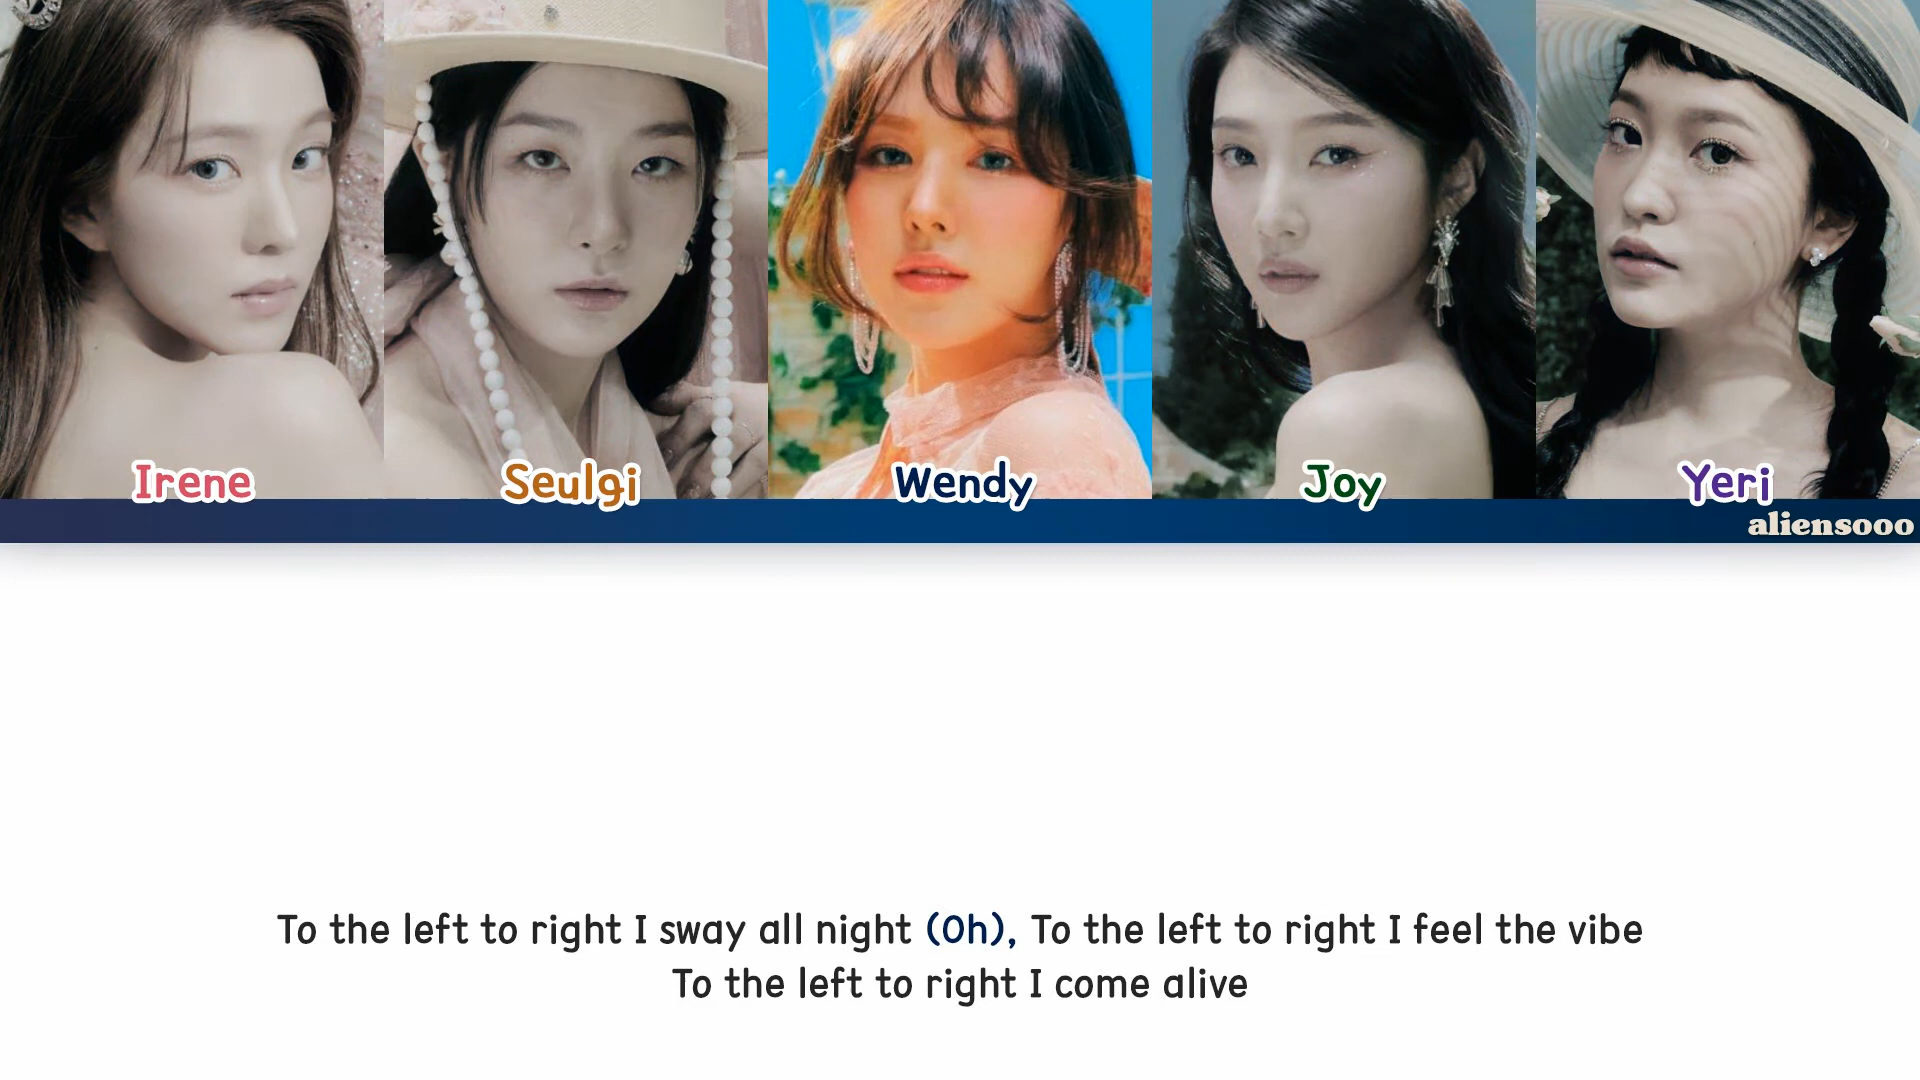 Irene
Seulgi
Wendy
Joy
Yeri
aliensooo
To the left to right I sway all night (Oh), To the left to right I feel the vibe
To the left to right I come alive